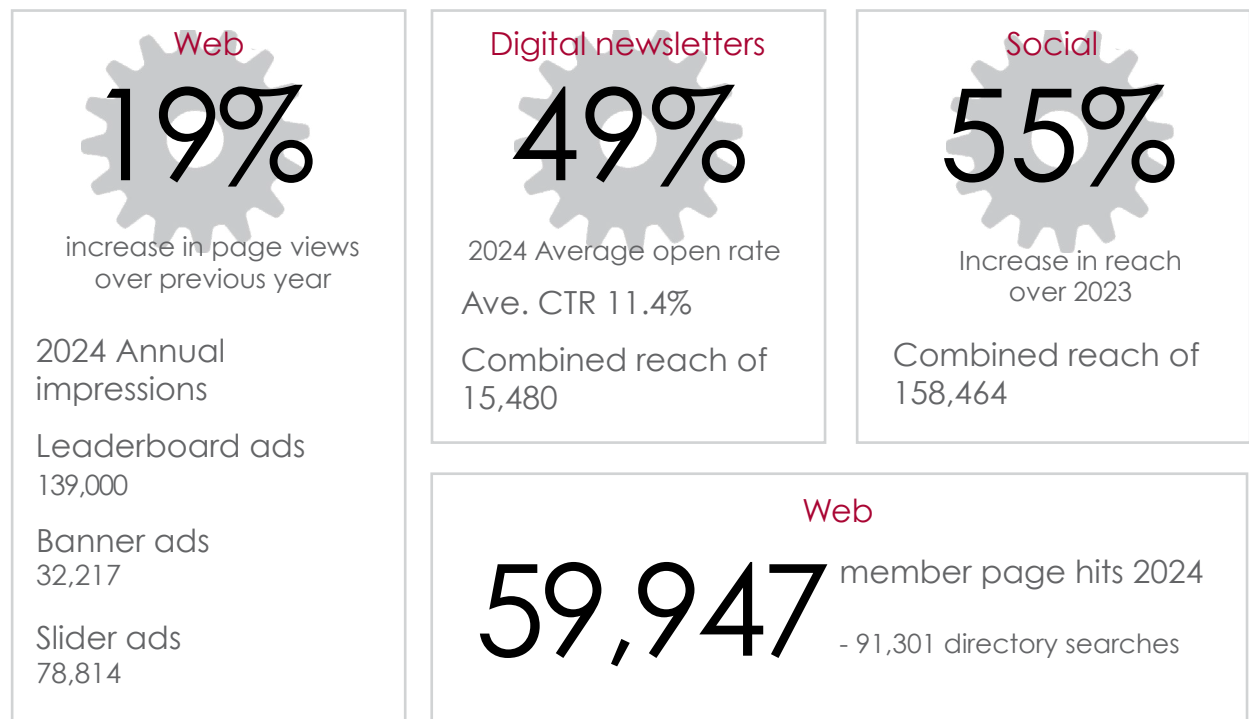 Web
19%
increase in page views
over previous year
2024 Annual
impressions
Leaderboard ads
139,000
Banner ads
32,217
Slider ads
78,814
Digital newsletters
49%
2024 Average open rate
Ave. CTR 11.4%
Combined reach of
15,480
Social
55%
Increase in reach
over 2023
Combined reach of
158,464
Web
59,947
member page hits 2024
- 91,301 directory searches